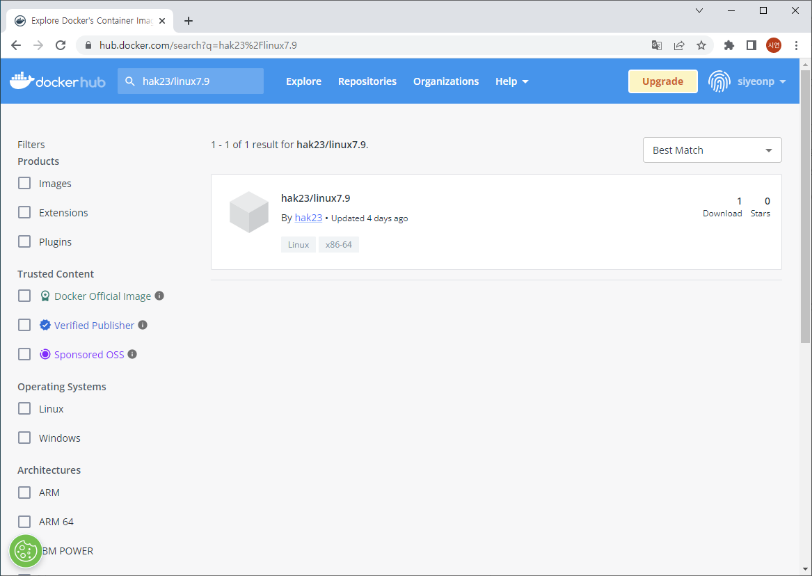 Explore Docker's Container Ima
hub.docker.com/search?q=hak23%2Flinux7.9
시연
dockerhub
hak23/linux7.9
Explore
Repositories
Organizations
Help
Upgrade
siyeonp
Filters
Products
Images
Extensions
Plugins
Trusted Content
Docker Official Image
Verified Publisher
Sponsored OSS
Operating Systems
Linux
Windows
Architectures
ARM
ARM 64
BM POWER
1 - 1 of 1 result for hak23/linux7.9.
Best Match
hak23/linux7.9
By hak23 • Updated 4 days ago
Linux x86-64
1 0
Download Stars